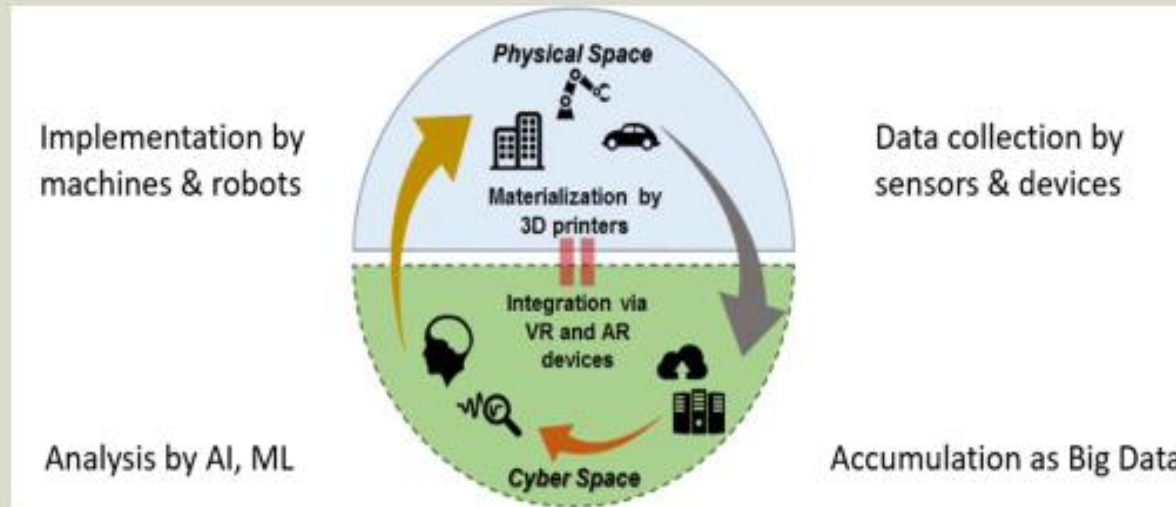 Physical Space
Implementation by
machines & robots
Data collection by
sensors & devices
Materialization by
3D printers
Integration via
VR and AR
devices
Analysis by AI, ML
Accumulation as Big Data
Cyber Space